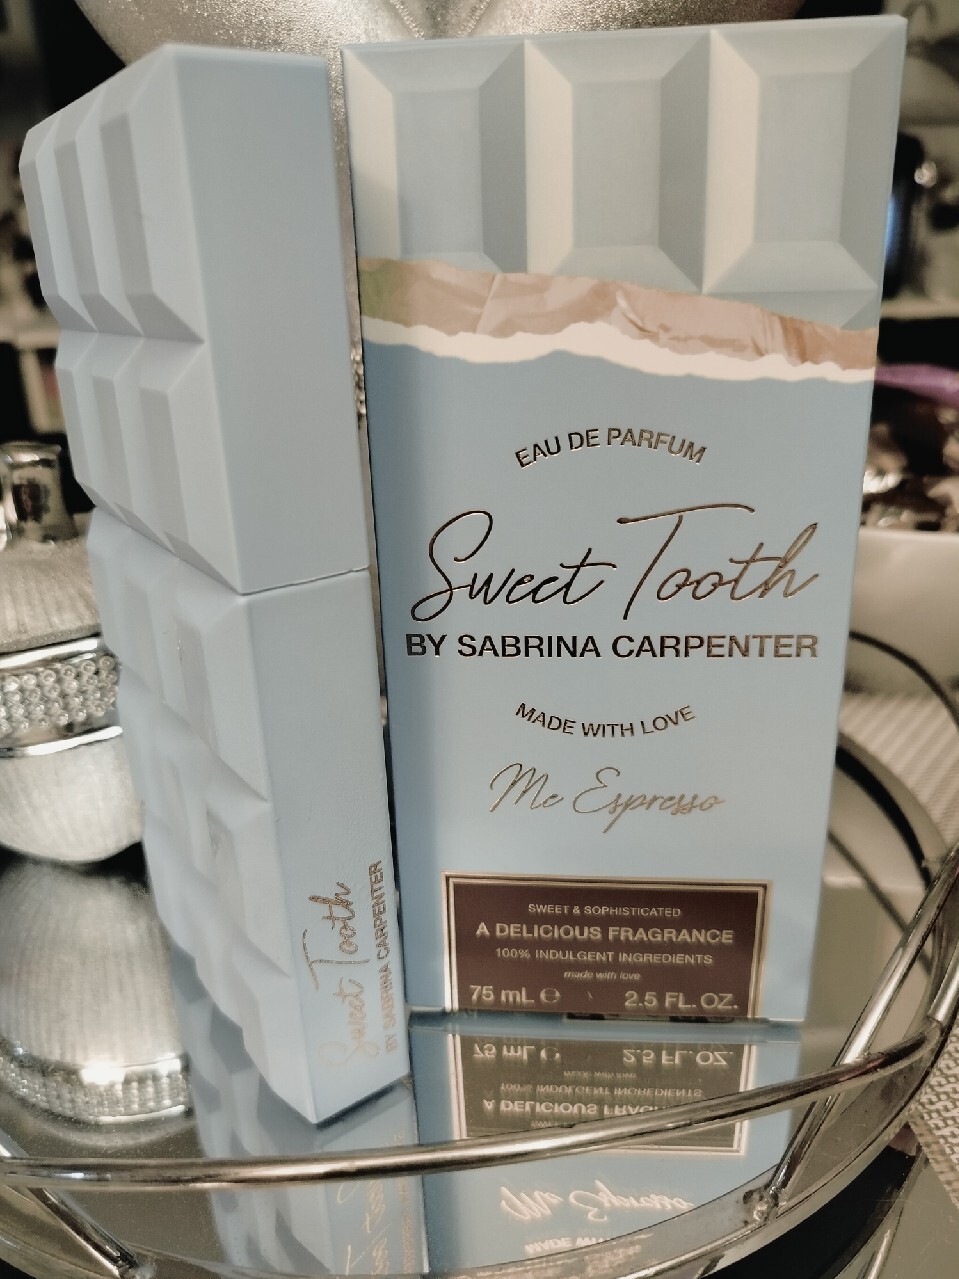 EAU DE PARFUM
Sweet Tooth
BY SABRINA CARPENTER
MADE WITH LOVE
Me Espresso
SWEET & SOPHISTICATED
A DELICIOUS FRAGRANCE
100% INDULGENT INGREDIENTS
made with love
75 mL ℮ 2.5 FL. OZ.
Sweet Tooth
BY SABRINA CARPENTER